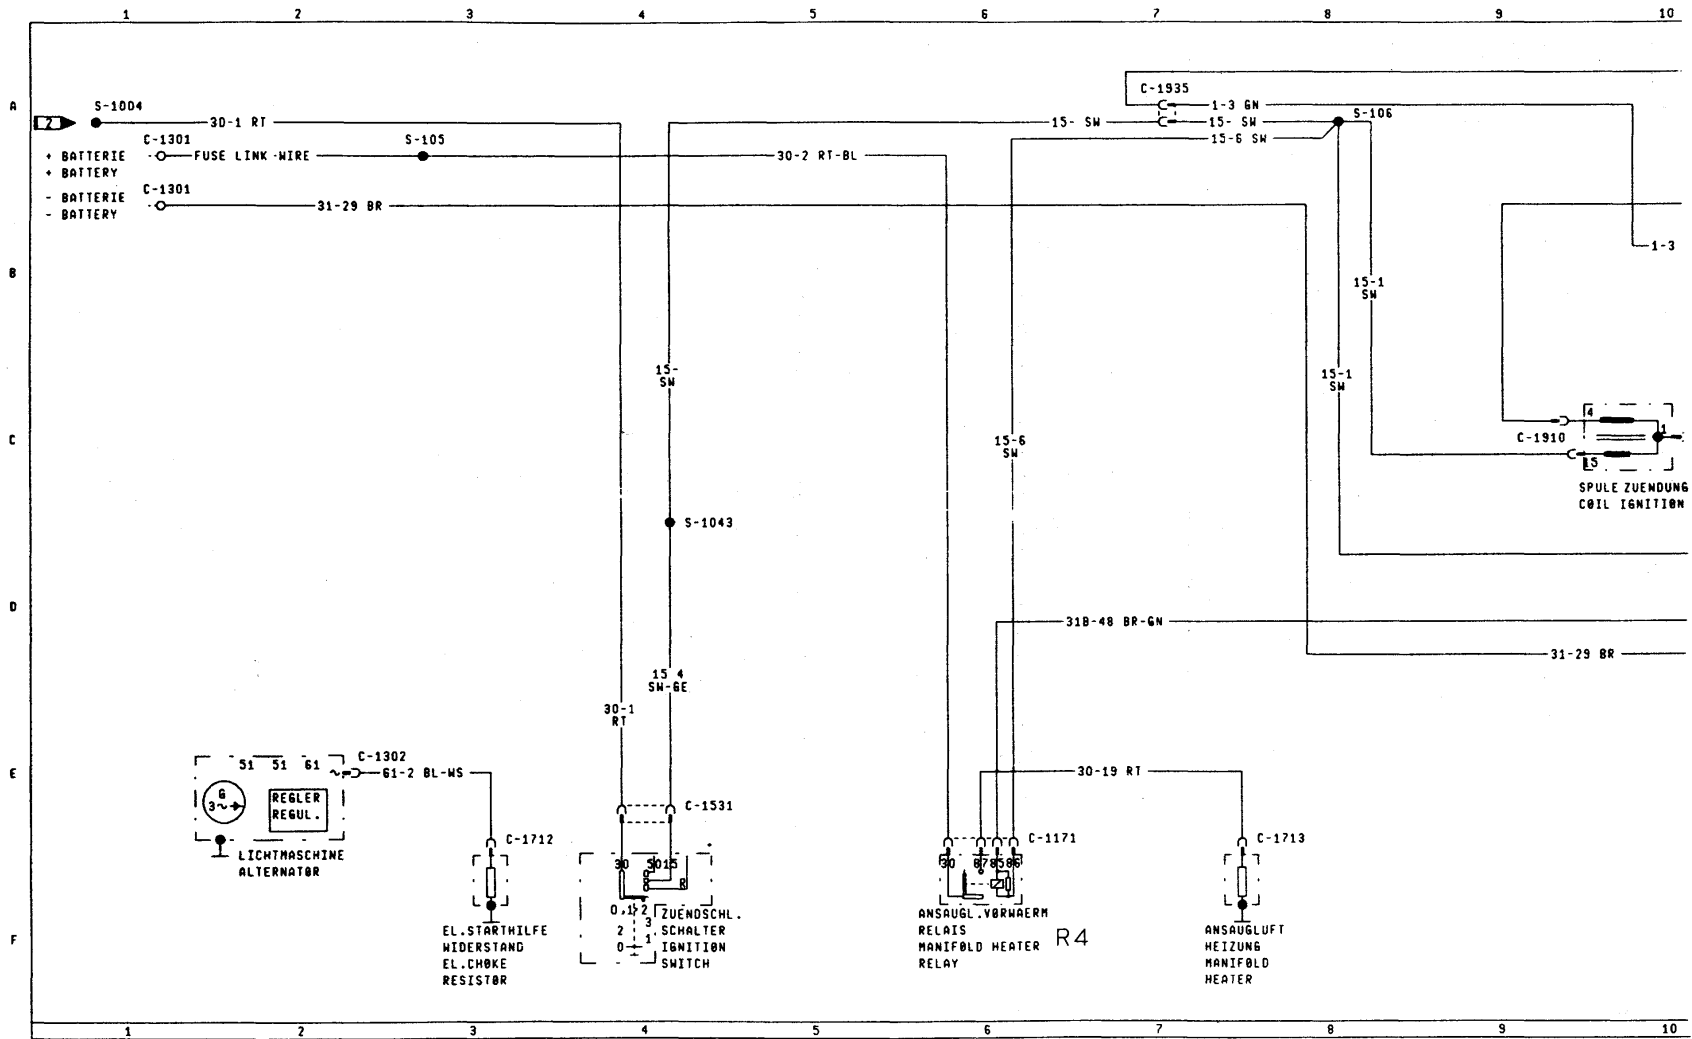 1 2 3 4 5 6 7 8 9 10
A
B
C
D
E
F
S-1004
2
30-1 RT
C-1301
+ BATTERIE
+ BATTERY
FUSE LINK-WIRE
S-105
C-1301
- BATTERIE
- BATTERY
31-29 BR
30-2 RT-BL
C-1935
1-3 GN
15- SW
15- SW
S-106
15-6 SW
1-3
15-1
SW
15-
SW
15-1
SW
15-6
SW
4
1
C-1910
15
SPULE ZUENDUNG
COIL IGNITION
S-1043
31B-48 BR-GN
31-29 BR
15 4
SW-GE
30-1
RT
C-1302
51 51 61
61-2 BL-WS
G
3~
REGLER
REGUL.
LICHTMASCHINE
ALTERNATOR
C-1712
EL.STARTHILFE
WIDERSTAND
EL.CHOKE
RESISTOR
C-1531
30 5015
R
0,1,2
3
2
1
0
ZUENDSCHL.
SCHALTER
IGNITION
SWITCH
30-19 RT
C-1171
30 878586
ANSAUGL.VORWAERM
RELAIS
MANIFOLD HEATER
RELAY
R4
C-1713
ANSAUGLUFT
HEIZUNG
MANIFOLD
HEATER
1 2 3 4 5 6 7 8 9 10